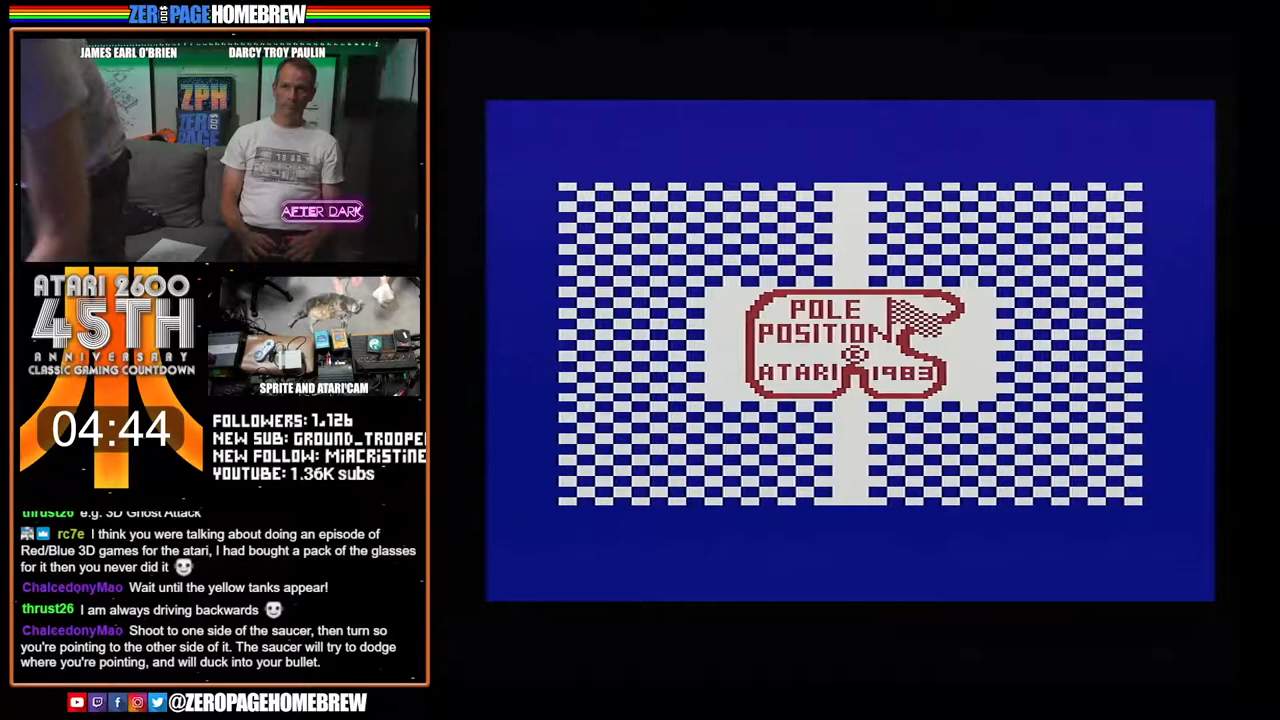 ZEROPAGEHOMEBREW
JAMES EARL O'BRIEN
DARCY TROY PAULIN
ZPH
ZERO
PAGE
AFTER DARK
ATARI 2600
45TH
ANNIVERSARY
CLASSIC GAMING COUNTDOWN
04:44
SPRITE AND ATARI CAM
FOLLOWERS: 1,126
NEW SUB: GROUND_TROOPER
NEW FOLLOW: MIACRISTINE
YOUTUBE: 1.36K subs
thrust26 e.g. 3D Ghost Attack
rc7e I think you were talking about doing an episode of
Red/Blue 3D games for the atari, I had bought a pack of the glasses
for it then you never did it
ChalcedonyMao Wait until the yellow tanks appear!
thrust26 I am always driving backwards
ChalcedonyMao Shoot to one side of the saucer, then turn so
you're pointing to the other side of it. The saucer will try to dodge
where you're pointing, and will duck into your bullet.
@ZEROPAGEHOMEBREW
POLE
POSITION
©
ATARI 1983